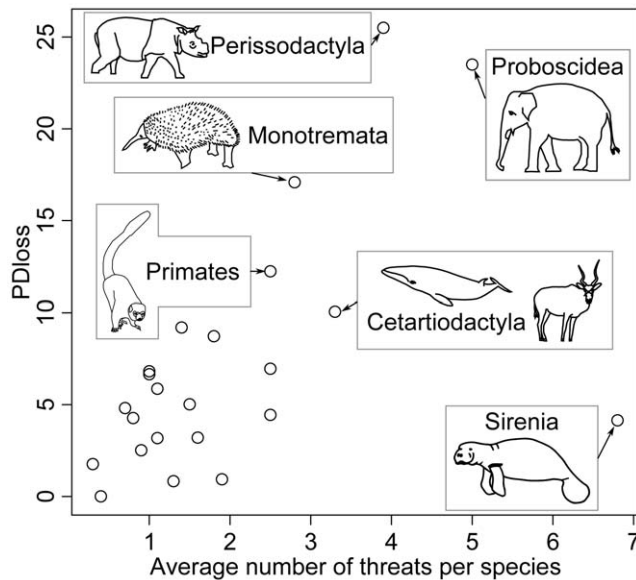 25
20
15
10
5
0
PDloss
Perissodactyla
Proboscidea
Monotremata
Primates
Cetartiodactyla
Sirenia
1 2 3 4 5 6 7
Average number of threats per species